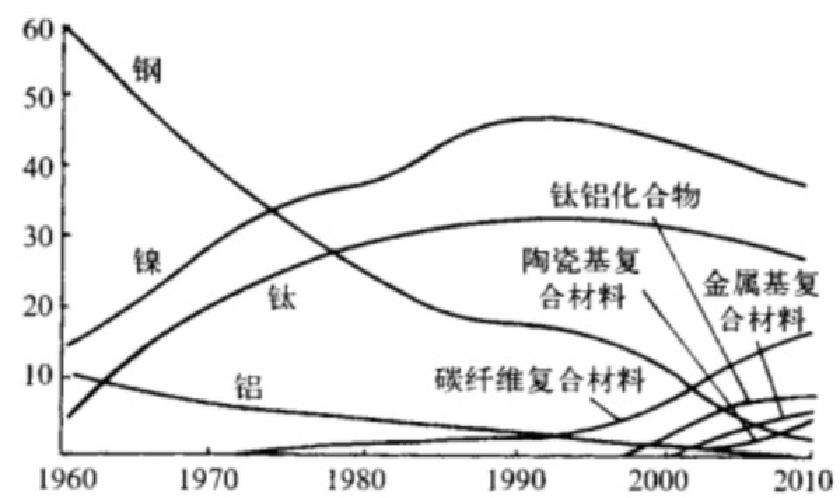 60
钢
50
40
钛铝化合物
30
镍
陶瓷基复
合材料
金属基复
合材料
钛
20
10
铝
碳纤维复合材料
1960
1970
1980
1990
2000
2010